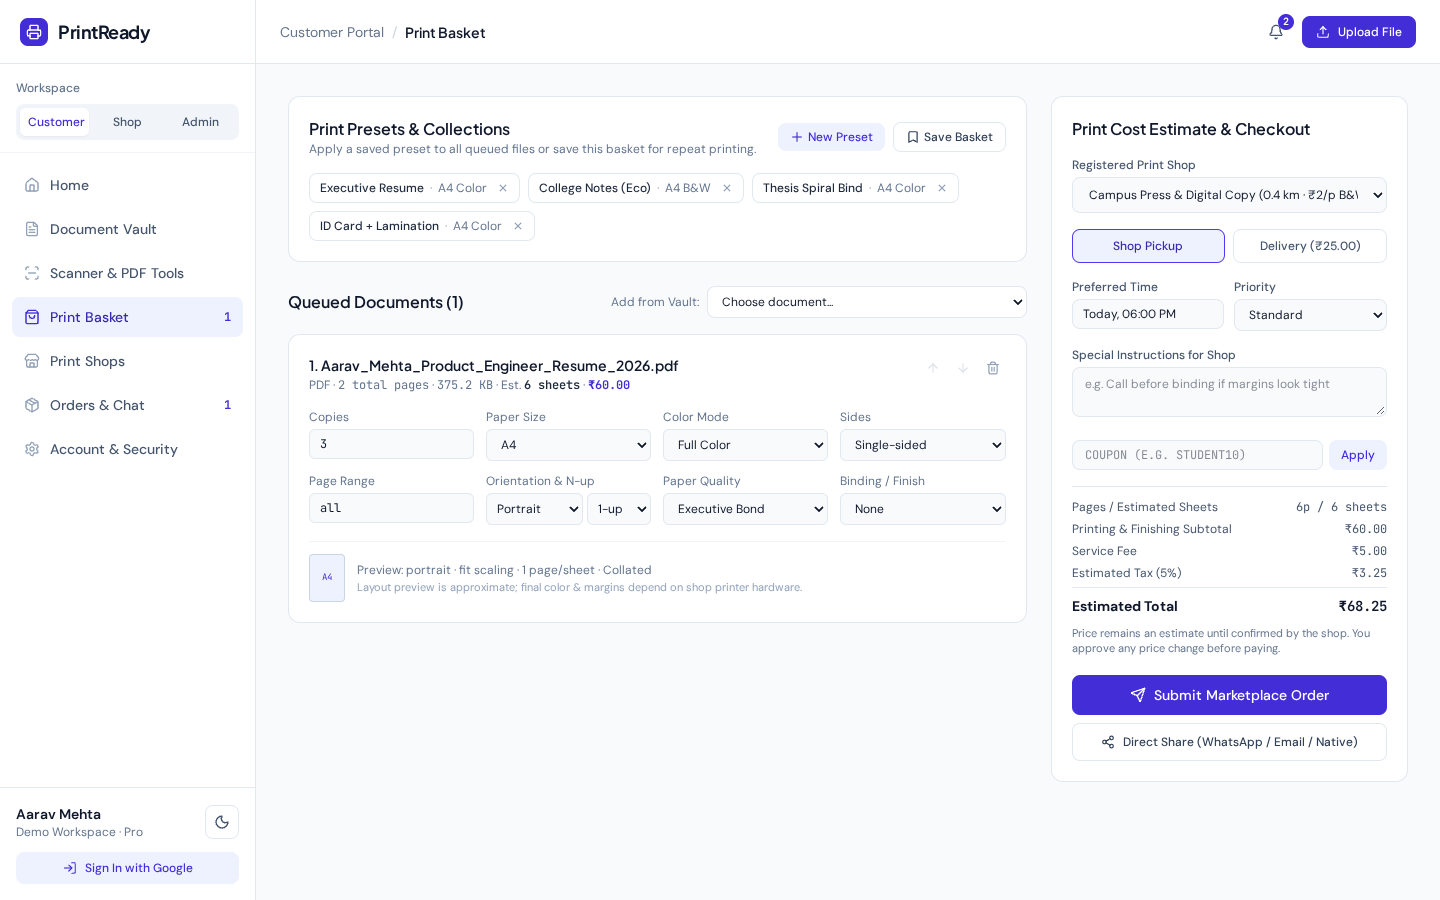 PrintReady
Workspace
Customer Shop Admin
Home
Document Vault
Scanner & PDF Tools
Print Basket 1
Print Shops
Orders & Chat 1
Account & Security
Aarav Mehta
Demo Workspace · Pro
Sign In with Google
Customer Portal / Print Basket
2
Upload File
Print Presets & Collections
Apply a saved preset to all queued files or save this basket for repeat printing.
New Preset
Save Basket
Executive Resume · A4 Color ×
College Notes (Eco) · A4 B&W ×
Thesis Spiral Bind · A4 Color ×
ID Card + Lamination · A4 Color ×
Queued Documents (1)
Add from Vault: Choose document...
1. Aarav_Mehta_Product_Engineer_Resume_2026.pdf
PDF · 2 total pages · 375.2 KB · Est. 6 sheets · ₹60.00
Copies Paper Size Color Mode Sides
3 A4 Full Color Single-sided
Page Range Orientation & N-up Paper Quality Binding / Finish
all Portrait 1-up Executive Bond None
A4
Preview: portrait · fit scaling · 1 page/sheet · Collated
Layout preview is approximate; final color & margins depend on shop printer hardware.
Print Cost Estimate & Checkout
Registered Print Shop
Campus Press & Digital Copy (0.4 km · ₹2/p B&W
Shop Pickup Delivery (₹25.00)
Preferred Time Priority
Today, 06:00 PM Standard
Special Instructions for Shop
e.g. Call before binding if margins look tight
COUPON (E.G. STUDENT10) Apply
Pages / Estimated Sheets 6p / 6 sheets
Printing & Finishing Subtotal ₹60.00
Service Fee ₹5.00
Estimated Tax (5%) ₹3.25
Estimated Total ₹68.25
Price remains an estimate until confirmed by the shop. You
approve any price change before paying.
Submit Marketplace Order
Direct Share (WhatsApp / Email / Native)